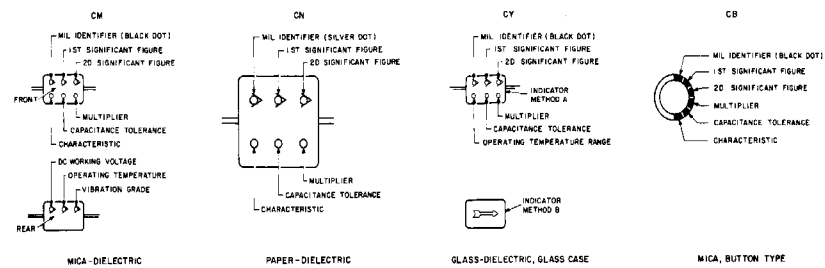 CM
MIL IDENTIFIER (BLACK DOT)
1ST SIGNIFICANT FIGURE
2D SIGNIFICANT FIGURE
FRONT
MULTIPLIER
CAPACITANCE TOLERANCE
CHARACTERISTIC
DC WORKING VOLTAGE
OPERATING TEMPERATURE
VIBRATION GRADE
REAR
MICA-DIELECTRIC
CN
MIL IDENTIFIER (SILVER DOT)
1ST SIGNIFICANT FIGURE
2D SIGNIFICANT FIGURE
MULTIPLIER
CAPACITANCE TOLERANCE
CHARACTERISTIC
PAPER-DIELECTRIC
CY
MIL IDENTIFIER (BLACK DOT)
1ST SIGNIFICANT FIGURE
2D SIGNIFICANT FIGURE
INDICATOR
METHOD A
MULTIPLIER
CAPACITANCE TOLERANCE
OPERATING TEMPERATURE RANGE
INDICATOR
METHOD B
GLASS-DIELECTRIC, GLASS CASE
CB
MIL IDENTIFIER (BLACK DOT)
1ST SIGNIFICANT FIGURE
2D SIGNIFICANT FIGURE
MULTIPLIER
CAPACITANCE TOLERANCE
CHARACTERISTIC
MICA, BUTTON TYPE